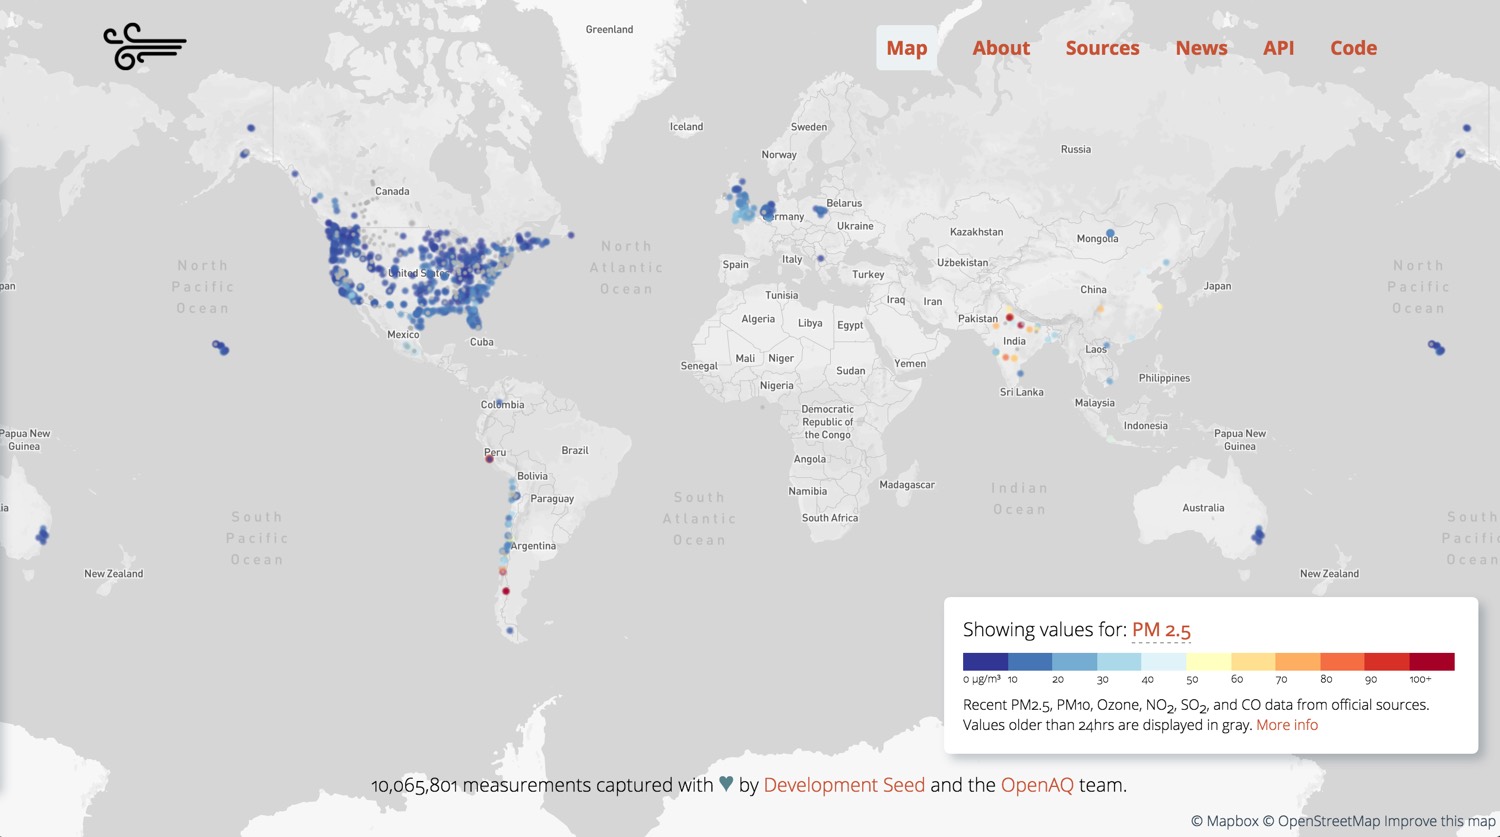 Greenland
Map
About
Sources
News
API
Code
Iceland
Sweden
Norway
Russia
Canada
Belarus
Germany
Ukraine
Kazakhstan
Mongolia
North
Atlantic
Ocean
North
Pacific
Ocean
North
Pacific
Ocean
United States
Spain
Italy
Uzbekistan
Turkey
China
Japan
pan
Tunisia
Iraq
Iran
Pakistan
Algeria
Libya
Egypt
Mexico
Cuba
India
Laos
Senegal
Mali
Niger
Sudan
Yemen
Nigeria
Philippines
Sri Lanka
Malaysia
Colombia
Democratic
Republic of
the Congo
Indonesia
Papua New
Guinea
Papua New
Guinea
Peru
Brazil
Angola
Bolivia
Paraguay
Namibia
Madagascar
South Africa
Indian
Ocean
South
Atlantic
Ocean
South
Pacific
Ocean
South
Pacific
Ocean
Australia
ia
Argentina
New Zealand
New Zealand
Showing values for: PM 2.5
0 µg/m³ 10 20 30 40 50 60 70 80 90 100+
Recent PM2.5, PM10, Ozone, NO₂, SO₂, and CO data from official sources.
Values older than 24hrs are displayed in gray. More info
10,065,801 measurements captured with ♥ by Development Seed and the OpenAQ team.
© Mapbox © OpenStreetMap Improve this map